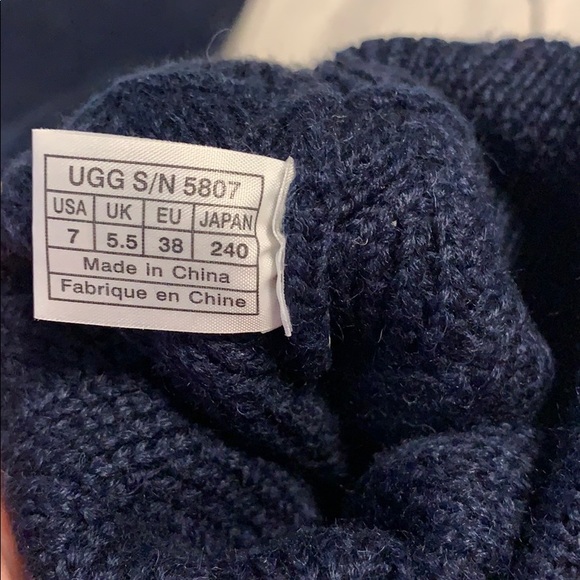 UGG S/N 5807
USA UK EU JAPAN
7 5.5 38 240
Made in China
Fabrique en Chine